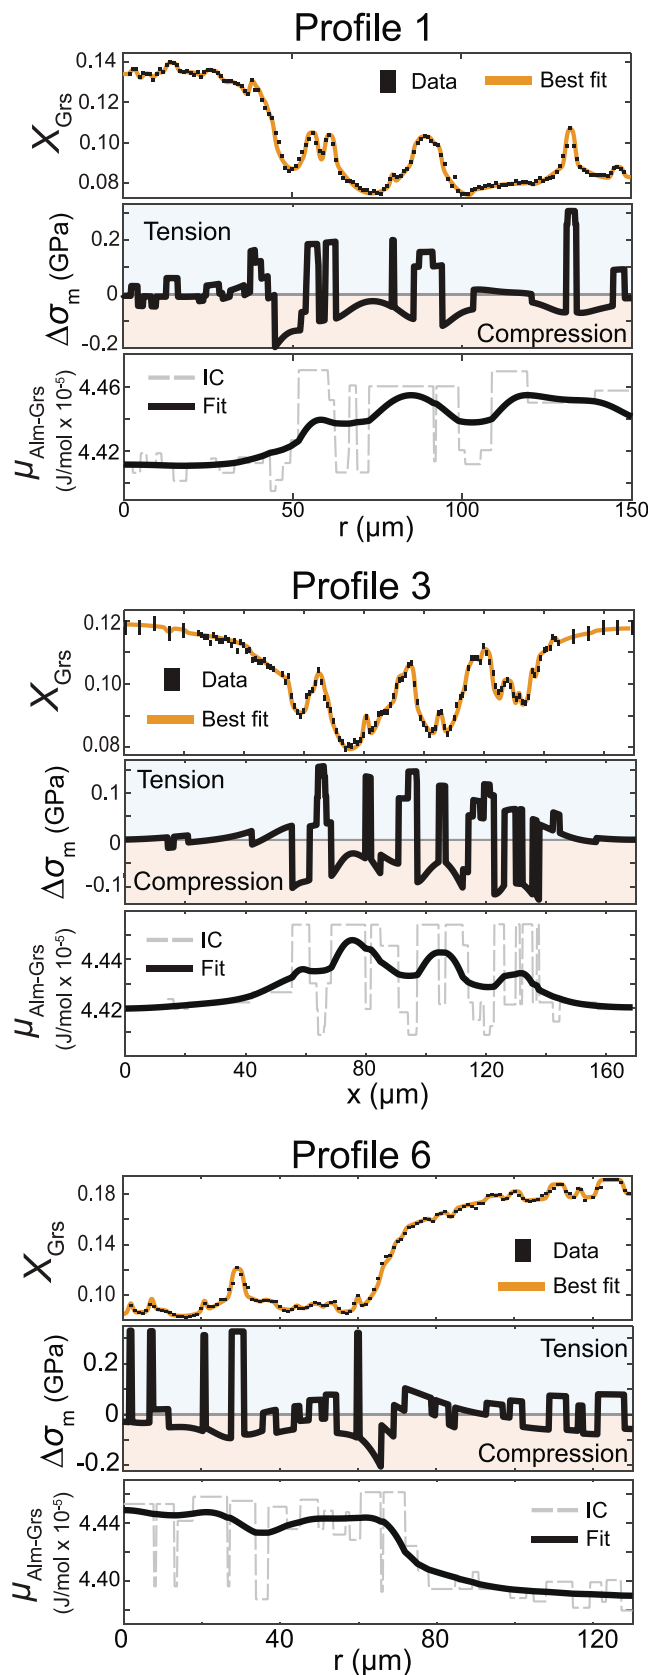 Profile 1
0.14
0.12
0.10
0.08
X_Grs
Data
Best fit
0.2
0
-0.2
Δσ_m (GPa)
Tension
Compression
4.46
4.42
μ_Alm-Grs
(J/mol x 10⁻⁵)
IC
Fit
0 50 100 150
r (µm)
Profile 3
0.12
0.10
0.08
X_Grs
Data
Best fit
0.1
0
-0.1
Δσ_m (GPa)
Tension
Compression
4.44
4.42
μ_Alm-Grs
(J/mol x 10⁻⁵)
IC
Fit
0 40 80 120 160
x (µm)
Profile 6
0.18
0.14
0.10
X_Grs
Data
Best fit
0.2
0
-0.2
Δσ_m (GPa)
Tension
Compression
4.44
4.40
μ_Alm-Grs
(J/mol x 10⁻⁵)
IC
Fit
0 40 80 120
r (µm)